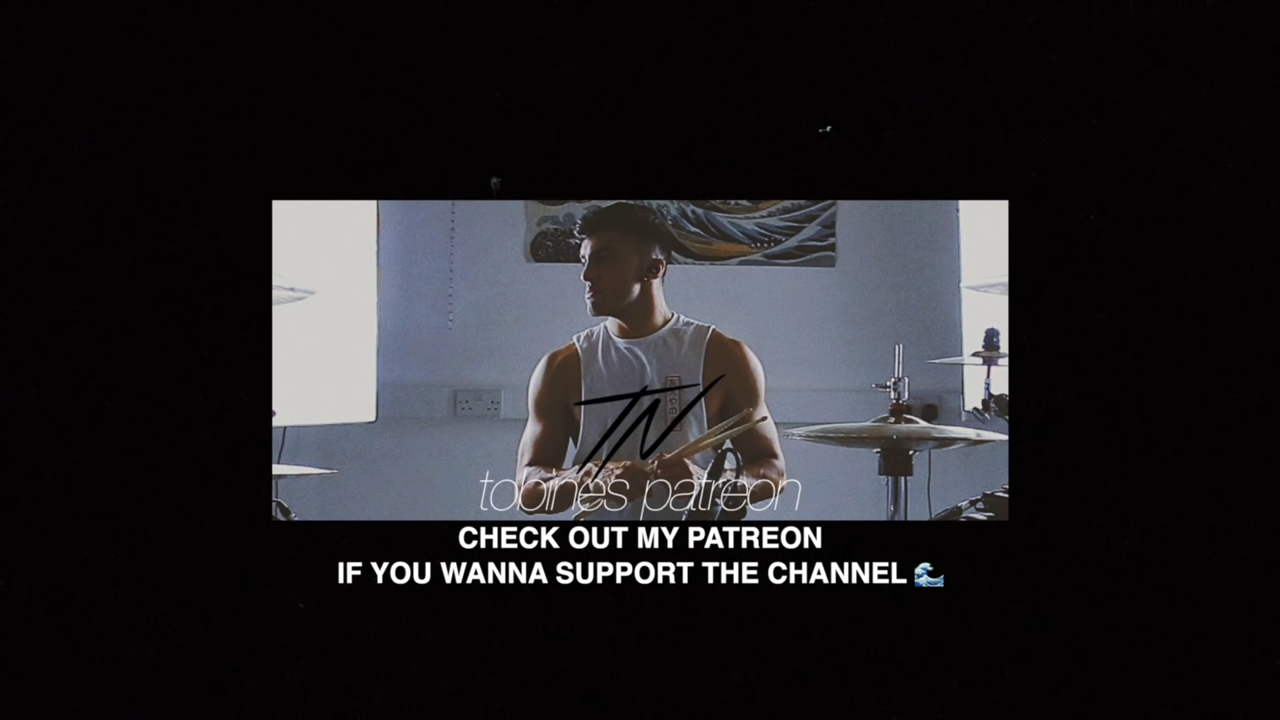 TN
tobines patreon
CHECK OUT MY PATREON
IF YOU WANNA SUPPORT THE CHANNEL 🌊